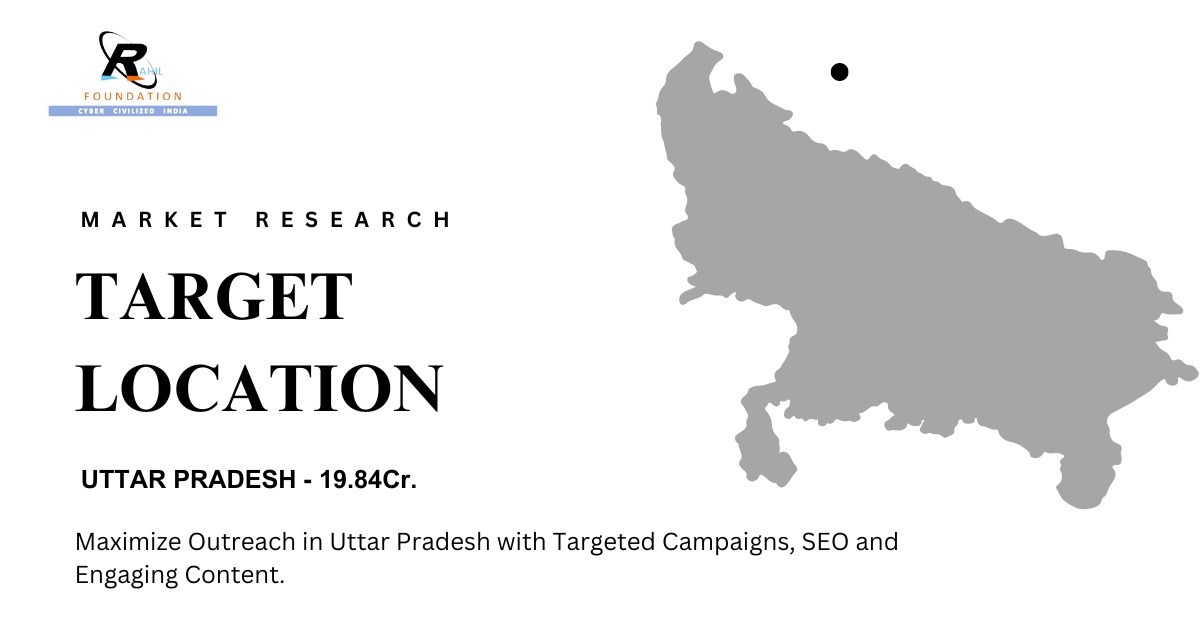 RAHIL
FOUNDATION
CYBER CIVILIZED INDIA
MARKET RESEARCH
TARGET
LOCATION
UTTAR PRADESH - 19.84Cr.
Maximize Outreach in Uttar Pradesh with Targeted Campaigns, SEO and
Engaging Content.